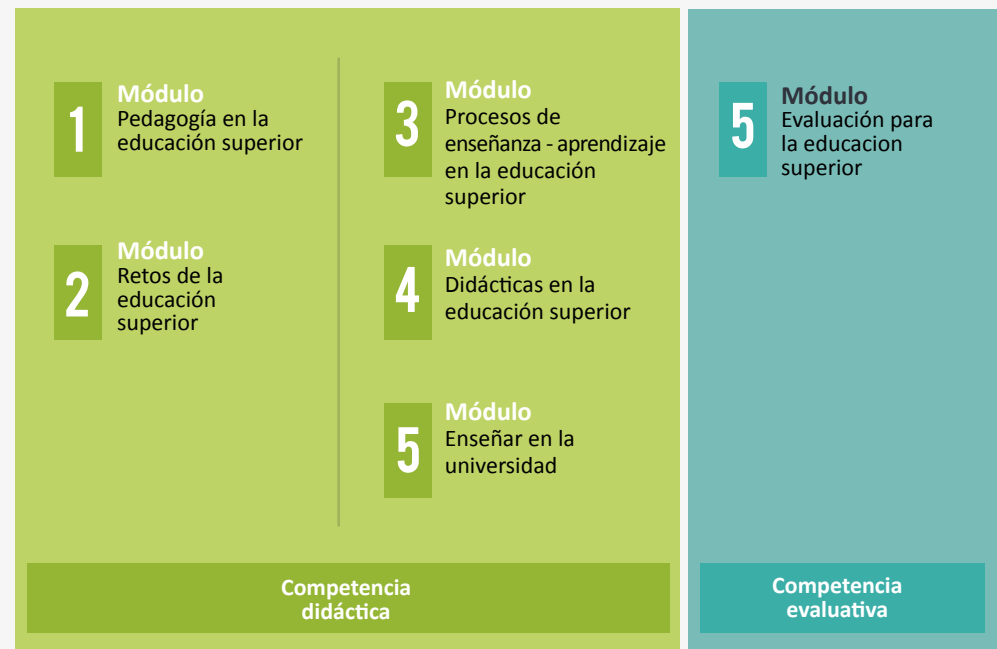 1
Módulo
Pedagogía en la
educación superior
2
Módulo
Retos de la
educación
superior
3
Módulo
Procesos de
enseñanza - aprendizaje
en la educación
superior
4
Módulo
Didácticas en la
educación superior
5
Módulo
Enseñar en la
universidad
Competencia
didáctica
5
Módulo
Evaluación para
la educacion
superior
Competencia
evaluativa